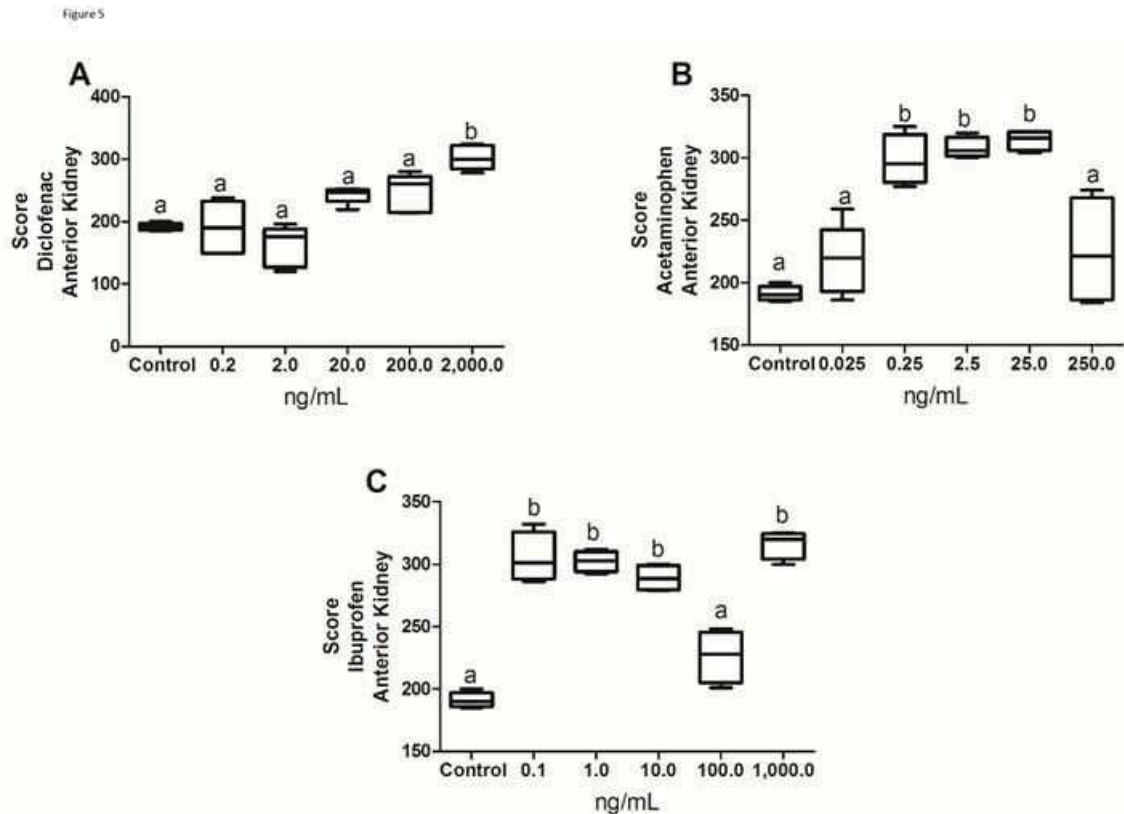 Figure 5
A
Score
Diclofenac
Anterior Kidney
400
300
200
100
0
a
a
a
a
a
b
Control 0.2 2.0 20.0 200.0 2,000.0
ng/mL
B
Score
Acetaminophen
Anterior Kidney
350
300
250
200
150
a
a
b
b
b
a
Control 0.025 0.25 2.5 25.0 250.0
ng/mL
C
Score
Ibuprofen
Anterior Kidney
350
300
250
200
150
a
b
b
b
a
b
Control 0.1 1.0 10.0 100.0 1,000.0
ng/mL